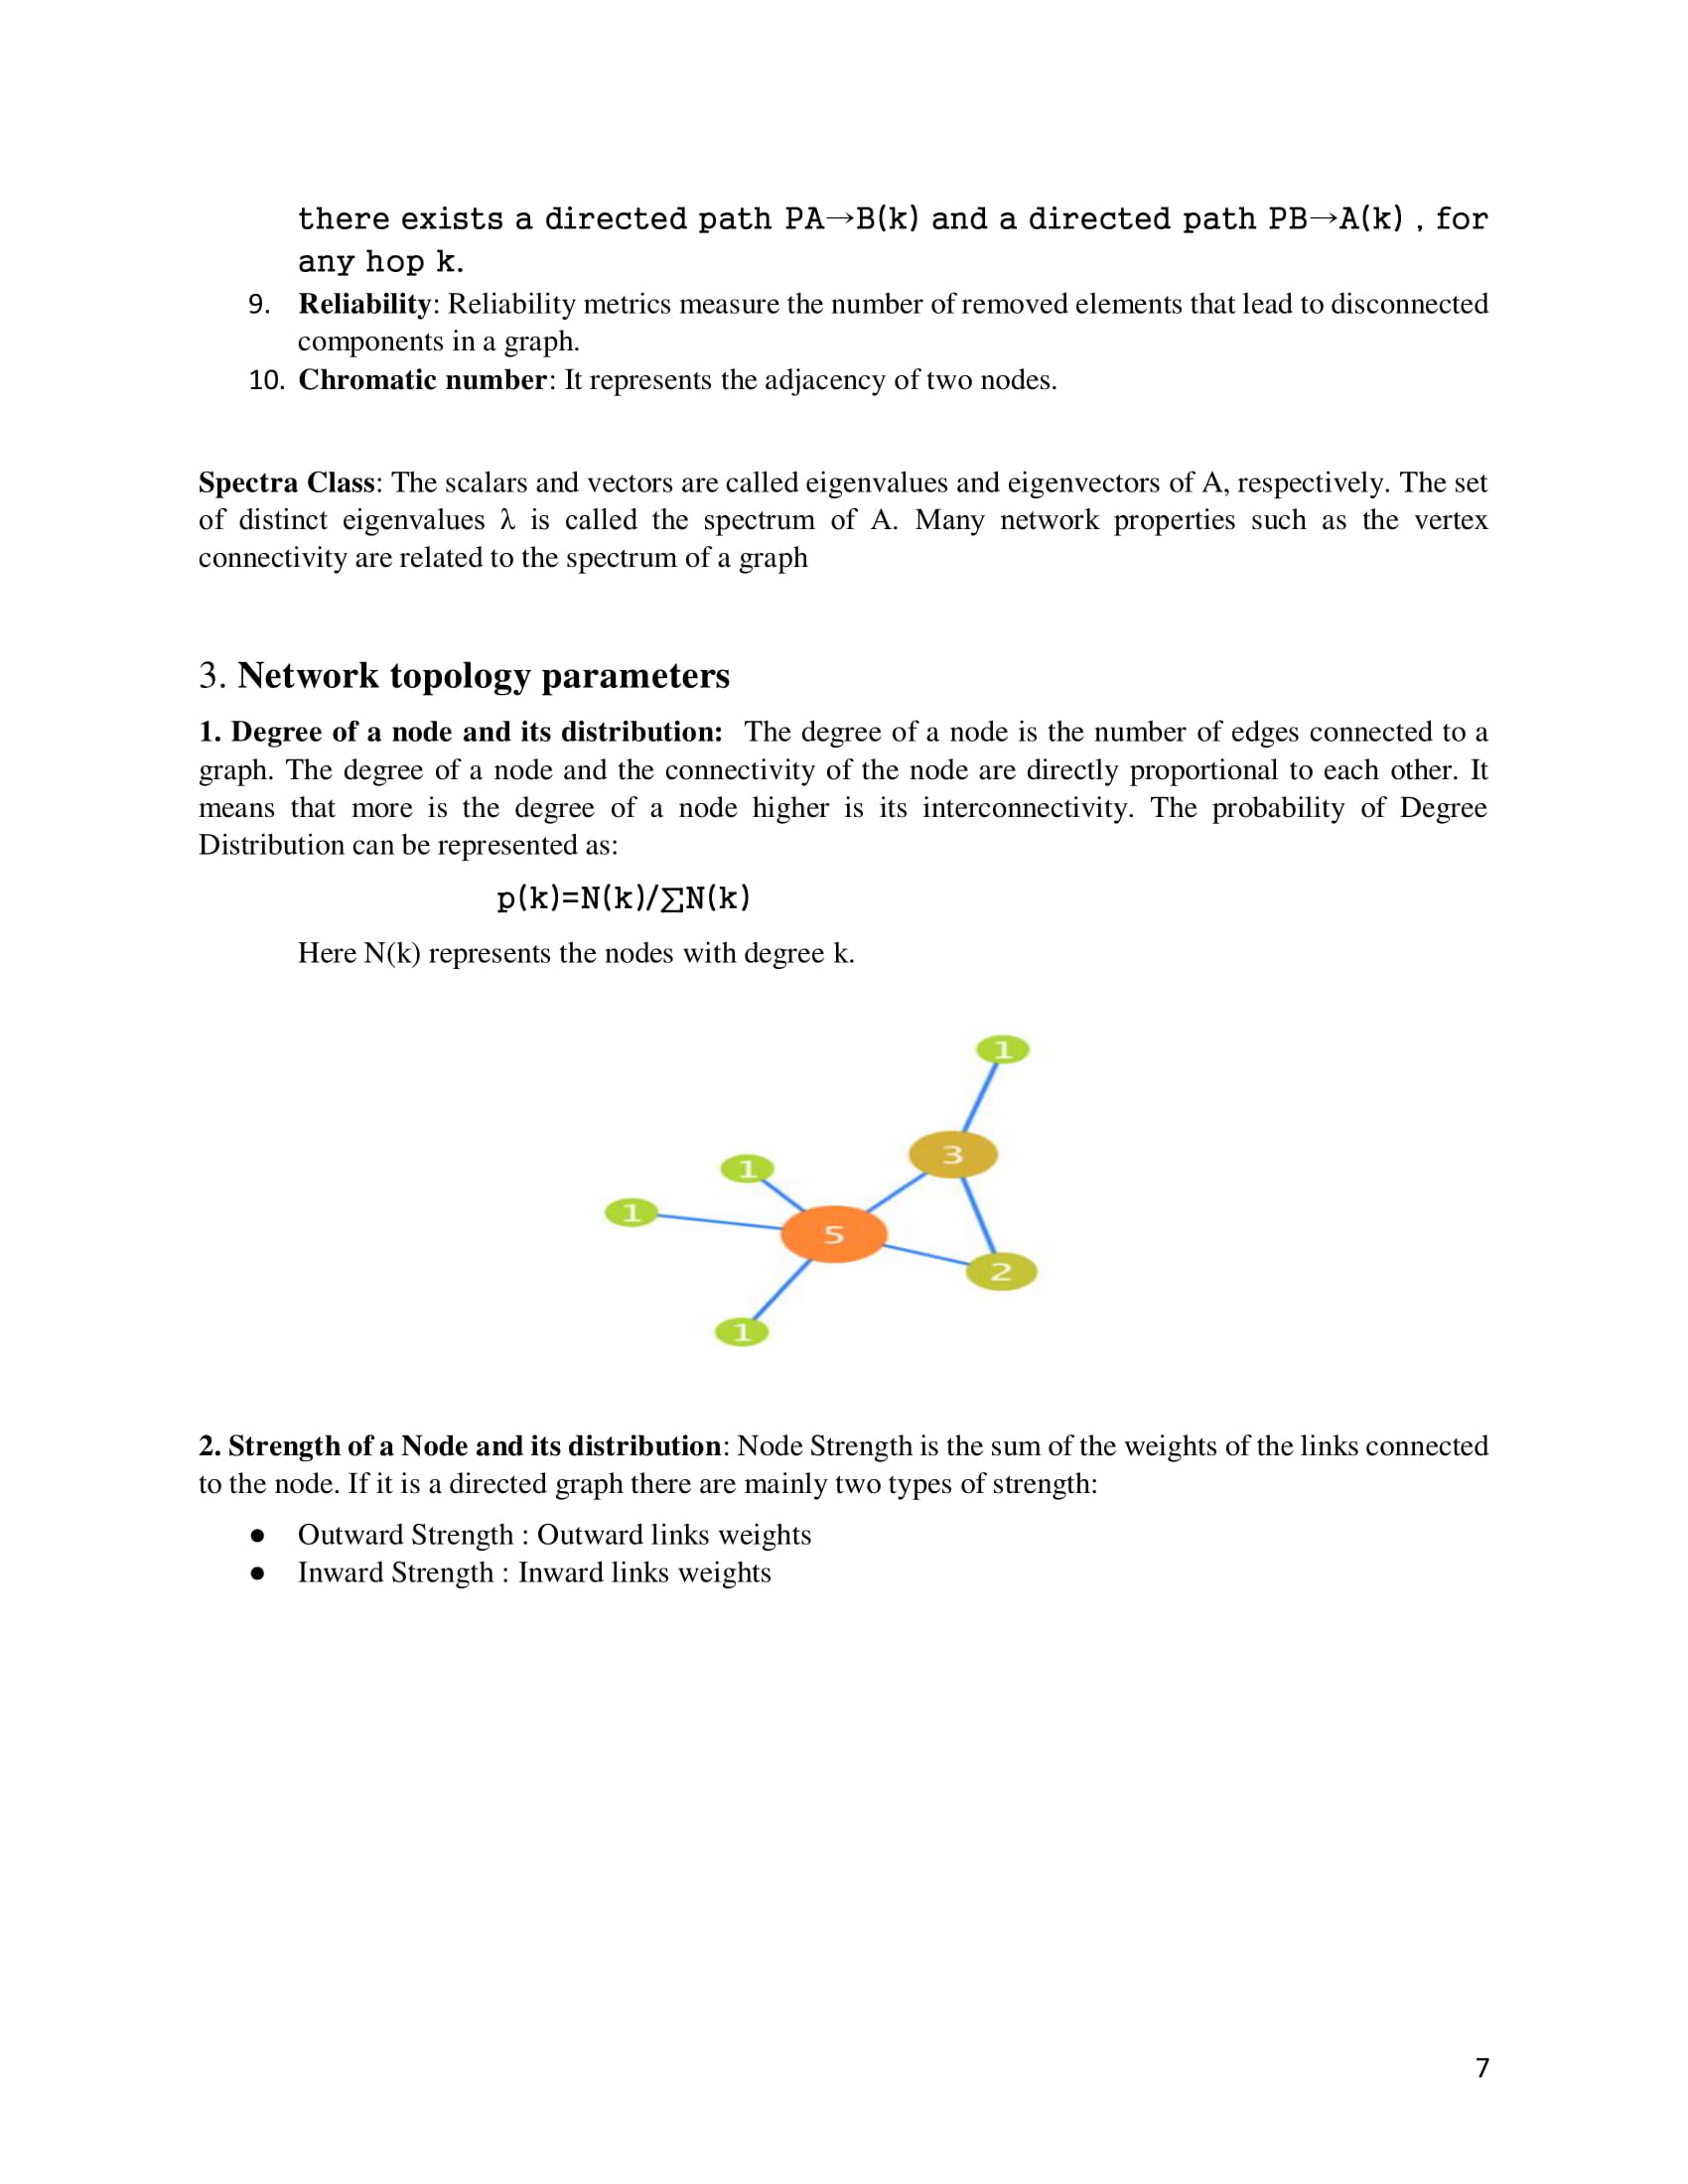 there exists a directed path PA→B(k) and a directed path PB→A(k) , for
any hop k.
9. Reliability: Reliability metrics measure the number of removed elements that lead to disconnected
components in a graph.
10. Chromatic number: It represents the adjacency of two nodes.
Spectra Class: The scalars and vectors are called eigenvalues and eigenvectors of A, respectively. The set
of distinct eigenvalues λ is called the spectrum of A. Many network properties such as the vertex
connectivity are related to the spectrum of a graph
3. Network topology parameters
1. Degree of a node and its distribution: The degree of a node is the number of edges connected to a
graph. The degree of a node and the connectivity of the node are directly proportional to each other. It
means that more is the degree of a node higher is its interconnectivity. The probability of Degree
Distribution can be represented as:
p(k)=N(k)/∑N(k)
Here N(k) represents the nodes with degree k.
1
3
1
1
5
2
1
2. Strength of a Node and its distribution: Node Strength is the sum of the weights of the links connected
to the node. If it is a directed graph there are mainly two types of strength:
● Outward Strength : Outward links weights
● Inward Strength : Inward links weights
7